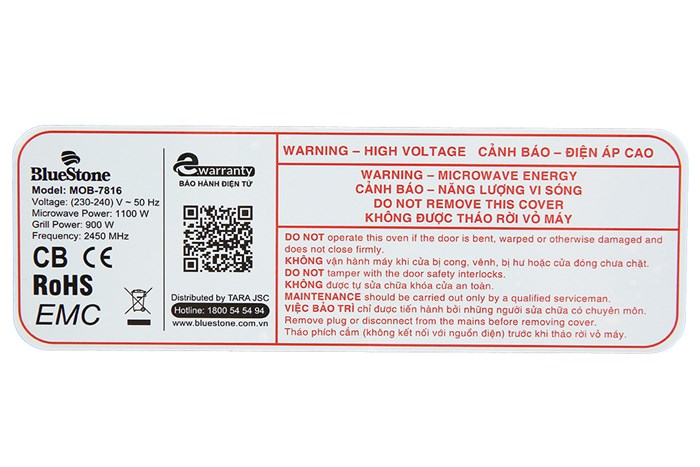 BlueStone
Model: MOB-7816
Voltage: (230-240) V ~ 50 Hz
Microwave Power: 1100 W
Grill Power: 900 W
Frequency: 2450 MHz
CB CE
RoHS
EMC
ewarranty
BẢO HÀNH ĐIỆN TỬ
Distributed by TARA JSC
Hotline: 1800 54 54 94
www.bluestone.com.vn
WARNING – HIGH VOLTAGE CẢNH BÁO – ĐIỆN ÁP CAO
WARNING – MICROWAVE ENERGY
CẢNH BÁO – NĂNG LƯỢNG VI SÓNG
DO NOT REMOVE THIS COVER
KHÔNG ĐƯỢC THÁO RỜI VỎ MÁY
DO NOT operate this oven if the door is bent, warped or otherwise damaged and
does not close firmly.
KHÔNG vận hành máy khi cửa bị cong, vênh, bị hư hoặc cửa đóng chưa chặt.
DO NOT tamper with the door safety interlocks.
KHÔNG được tự sửa chữa khóa cửa an toàn.
MAINTENANCE should be carried out only by a qualified serviceman.
VIỆC BẢO TRÌ chỉ được tiến hành bởi những người sửa chữa có chuyên môn.
Remove plug or disconnect from the mains before removing cover.
Tháo phích cắm (không kết nối với nguồn điện) trước khi tháo rời vỏ máy.